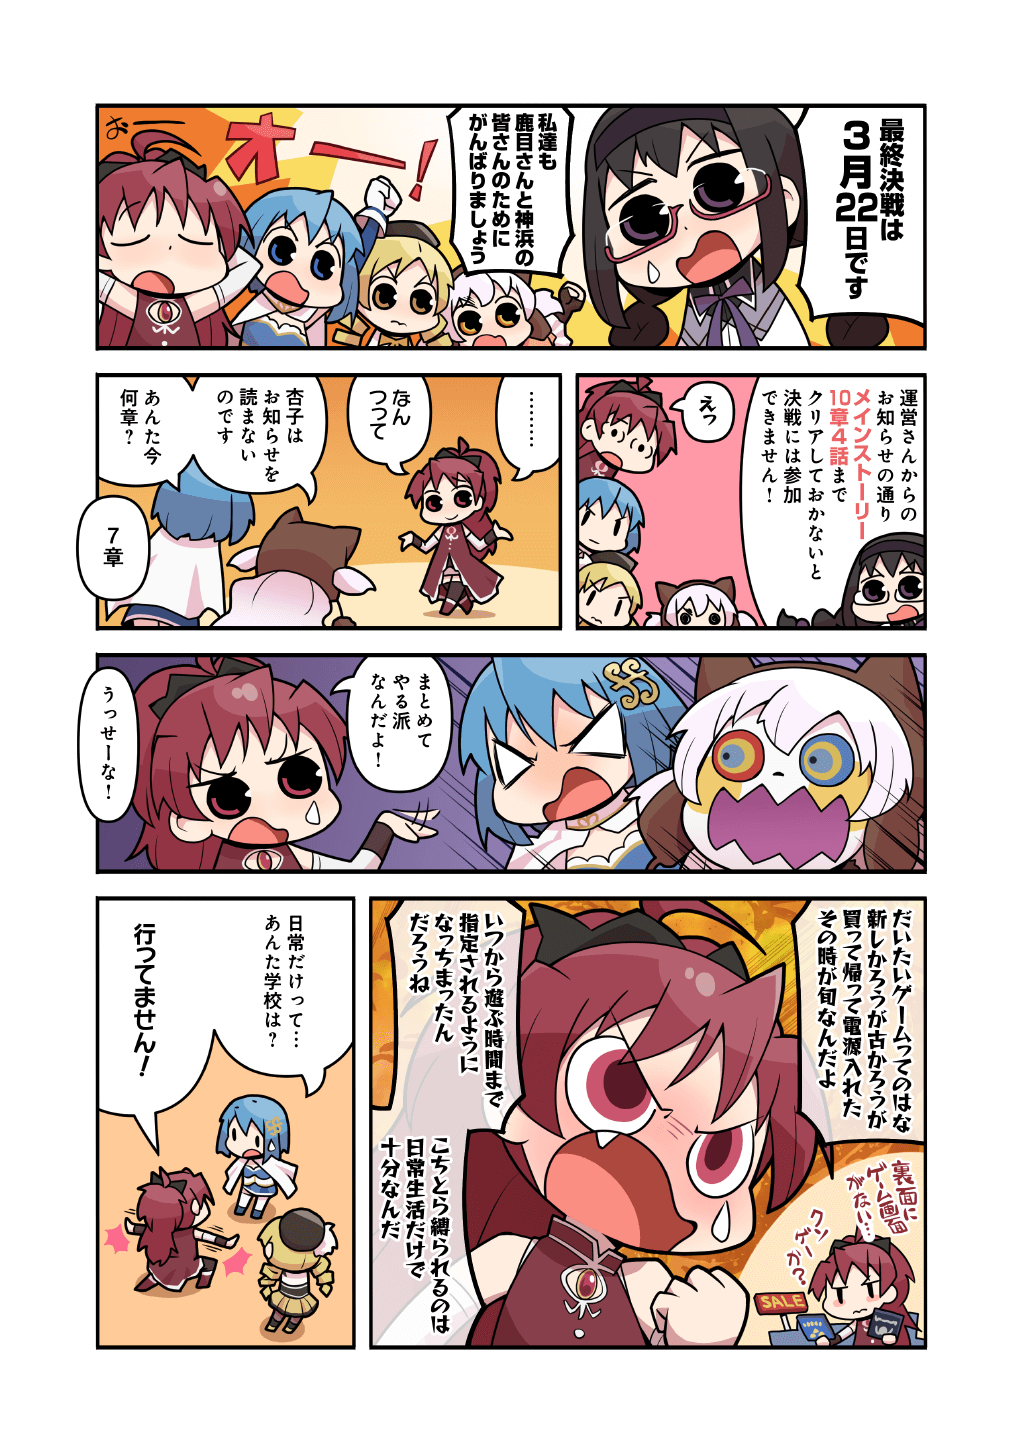 最終決戦は
3月22日です
私達も
鹿目さんと神浜の
皆さんのために
がんばりましょう
オーー!
おーー
運営さんからの
お知らせの通り
メインストーリー
10章4話まで
クリアしておかないと
決戦には参加
できません!
えっ
………
なん
つって
杏子は
お知らせを
読まない
のです
あんた今
何章?
7章
まとめて
やる派
なんだよ!
うっせーな!
だいたいゲームってのはな
新しかろうが古かろうが
買って帰って電源入れた
その時が旬なんだよ
裏面に
ゲーム画面
がない…
クソ
ゲーか?
SALE
いつから遊ぶ時間まで
指定されるように
なっちまったん
だろうね
こちとら縛られるのは
日常生活だけで
十分なんだ
日常だけって…
あんた学校は?
行ってません!